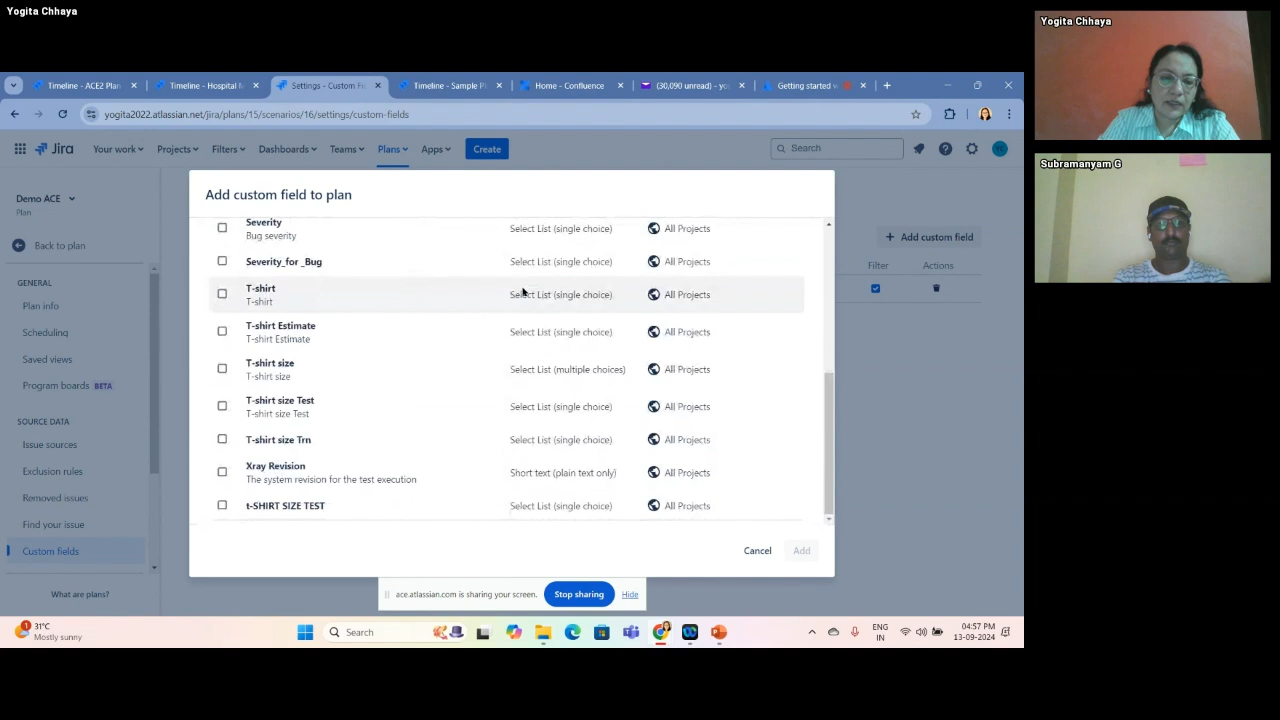 Yogita Chhaya
Yogita Chhaya
Subramanyam G
Timeline - ACE2 Plan
Timeline - Hospital M
Settings - Custom Fi
Timeline - Sample P
Home - Confluence
(30,090 unread) - yo
Getting started w
yogita2022.atlassian.net/jira/plans/15/scenarios/16/settings/custom-fields
Jira
Your work
Projects
Filters
Dashboards
Teams
Plans
Apps
Create
Search
YC
Demo ACE
Plan
Back to plan
GENERAL
Plan info
Scheduling
Saved views
Program boards BETA
SOURCE DATA
Issue sources
Exclusion rules
Removed issues
Find your issue
Custom fields
What are plans?
Add custom field
Filter
Actions
Add custom field to plan
Severity
Bug severity
Select List (single choice)
All Projects
Severity_for _Bug
Select List (single choice)
All Projects
T-shirt
T-shirt
Select List (single choice)
All Projects
T-shirt Estimate
T-shirt Estimate
Select List (single choice)
All Projects
T-shirt size
T-shirt size
Select List (multiple choices)
All Projects
T-shirt size Test
T-shirt size Test
Select List (single choice)
All Projects
T-shirt size Trn
Select List (single choice)
All Projects
Xray Revision
The system revision for the test execution
Short text (plain text only)
All Projects
t-SHIRT SIZE TEST
Select List (single choice)
All Projects
Cancel
Add
ace.atlassian.com is sharing your screen.
Stop sharing
Hide
1
31°C
Mostly sunny
Search
ENG
IN
04:57 PM
13-09-2024